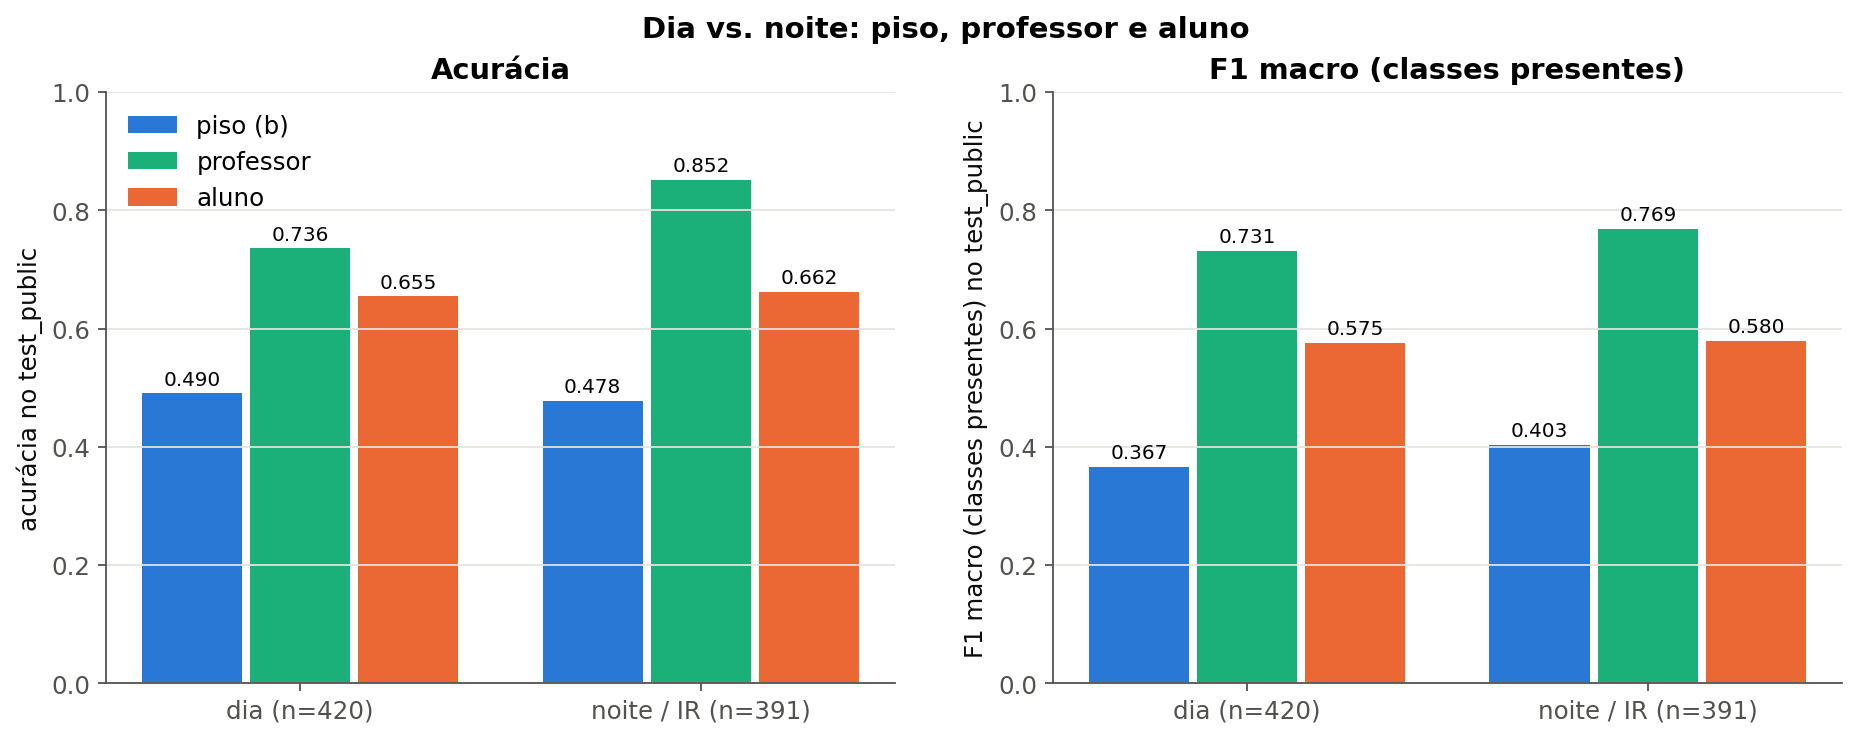 Dia vs. noite: piso, professor e aluno
Acurácia
acurácia no test_public
1.0
0.8
0.6
0.4
0.2
0.0
piso (b)
professor
aluno
0.490
0.736
0.655
0.478
0.852
0.662
dia (n=420)
noite / IR (n=391)
F1 macro (classes presentes)
F1 macro (classes presentes) no test_public
1.0
0.8
0.6
0.4
0.2
0.0
0.367
0.731
0.575
0.403
0.769
0.580
dia (n=420)
noite / IR (n=391)